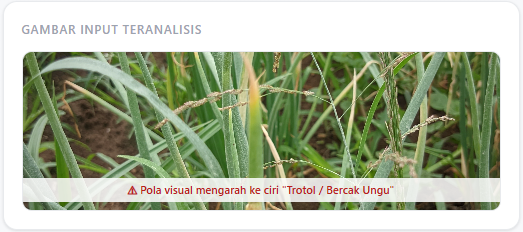 GAMBAR INPUT TERANALISIS
⚠ Pola visual mengarah ke ciri "Trotol / Bercak Ungu"